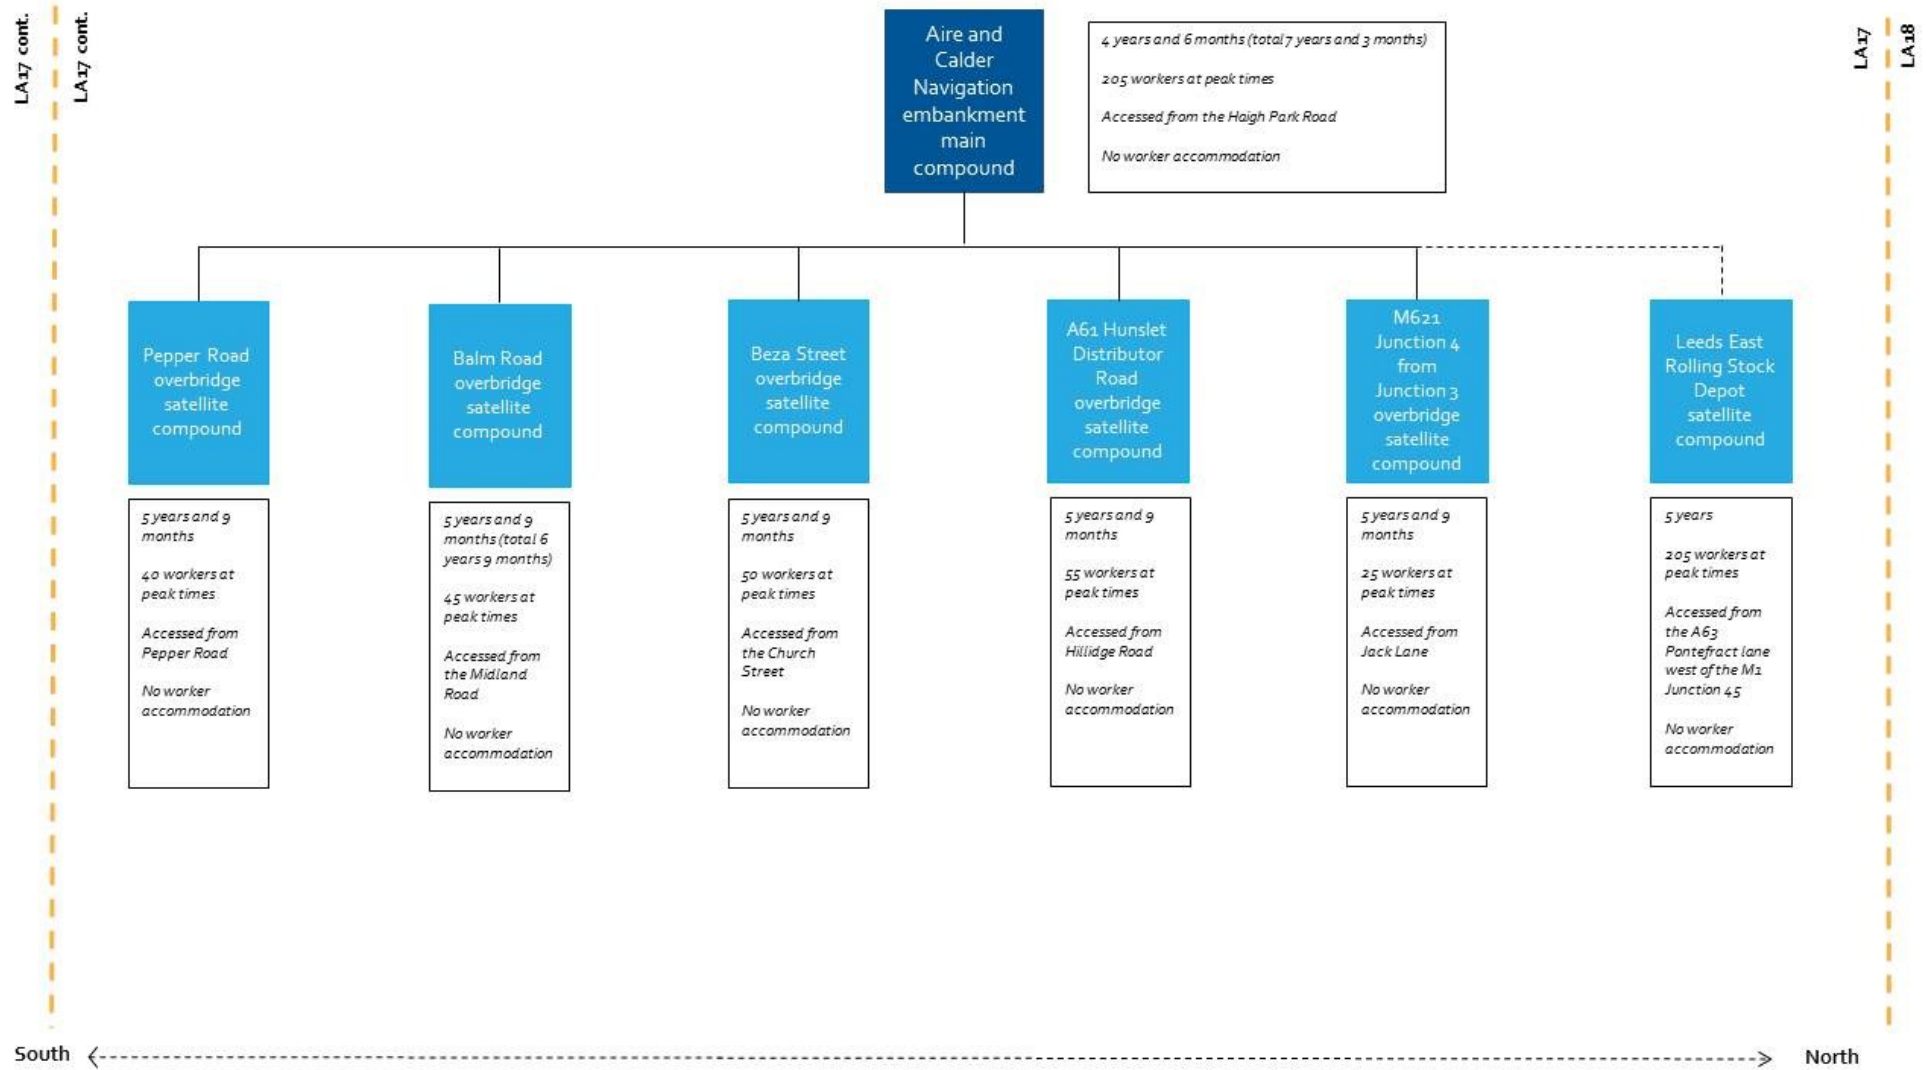 LA17 cont.
LA17 cont.
LA17
LA18
Aire and
Calder
Navigation
embankment
main
compound
4 years and 6 months (total 7 years and 3 months)
205 workers at peak times
Accessed from the Haigh Park Road
No worker accommodation
Pepper Road
overbridge
satellite
compound
5 years and 9
months
40 workers at
peak times
Accessed from
Pepper Road
No worker
accommodation
Balm Road
overbridge
satellite
compound
5 years and 9
months (total 6
years 9 months)
45 workers at
peak times
Accessed from
the Midland
Road
No worker
accommodation
Beza Street
overbridge
satellite
compound
5 years and 9
months
50 workers at
peak times
Accessed from
the Church
Street
No worker
accommodation
A61 Hunslet
Distributor
Road
overbridge
satellite
compound
5 years and 9
months
55 workers at
peak times
Accessed from
Hillidge Road
No worker
accommodation
M621
Junction 4
from
Junction 3
overbridge
satellite
compound
5 years and 9
months
25 workers at
peak times
Accessed from
Jack Lane
No worker
accommodation
Leeds East
Rolling Stock
Depot
satellite
compound
5 years
205 workers at
peak times
Accessed from
the A63
Pontefract lane
west of the M1
Junction 45
No worker
accommodation
South
North